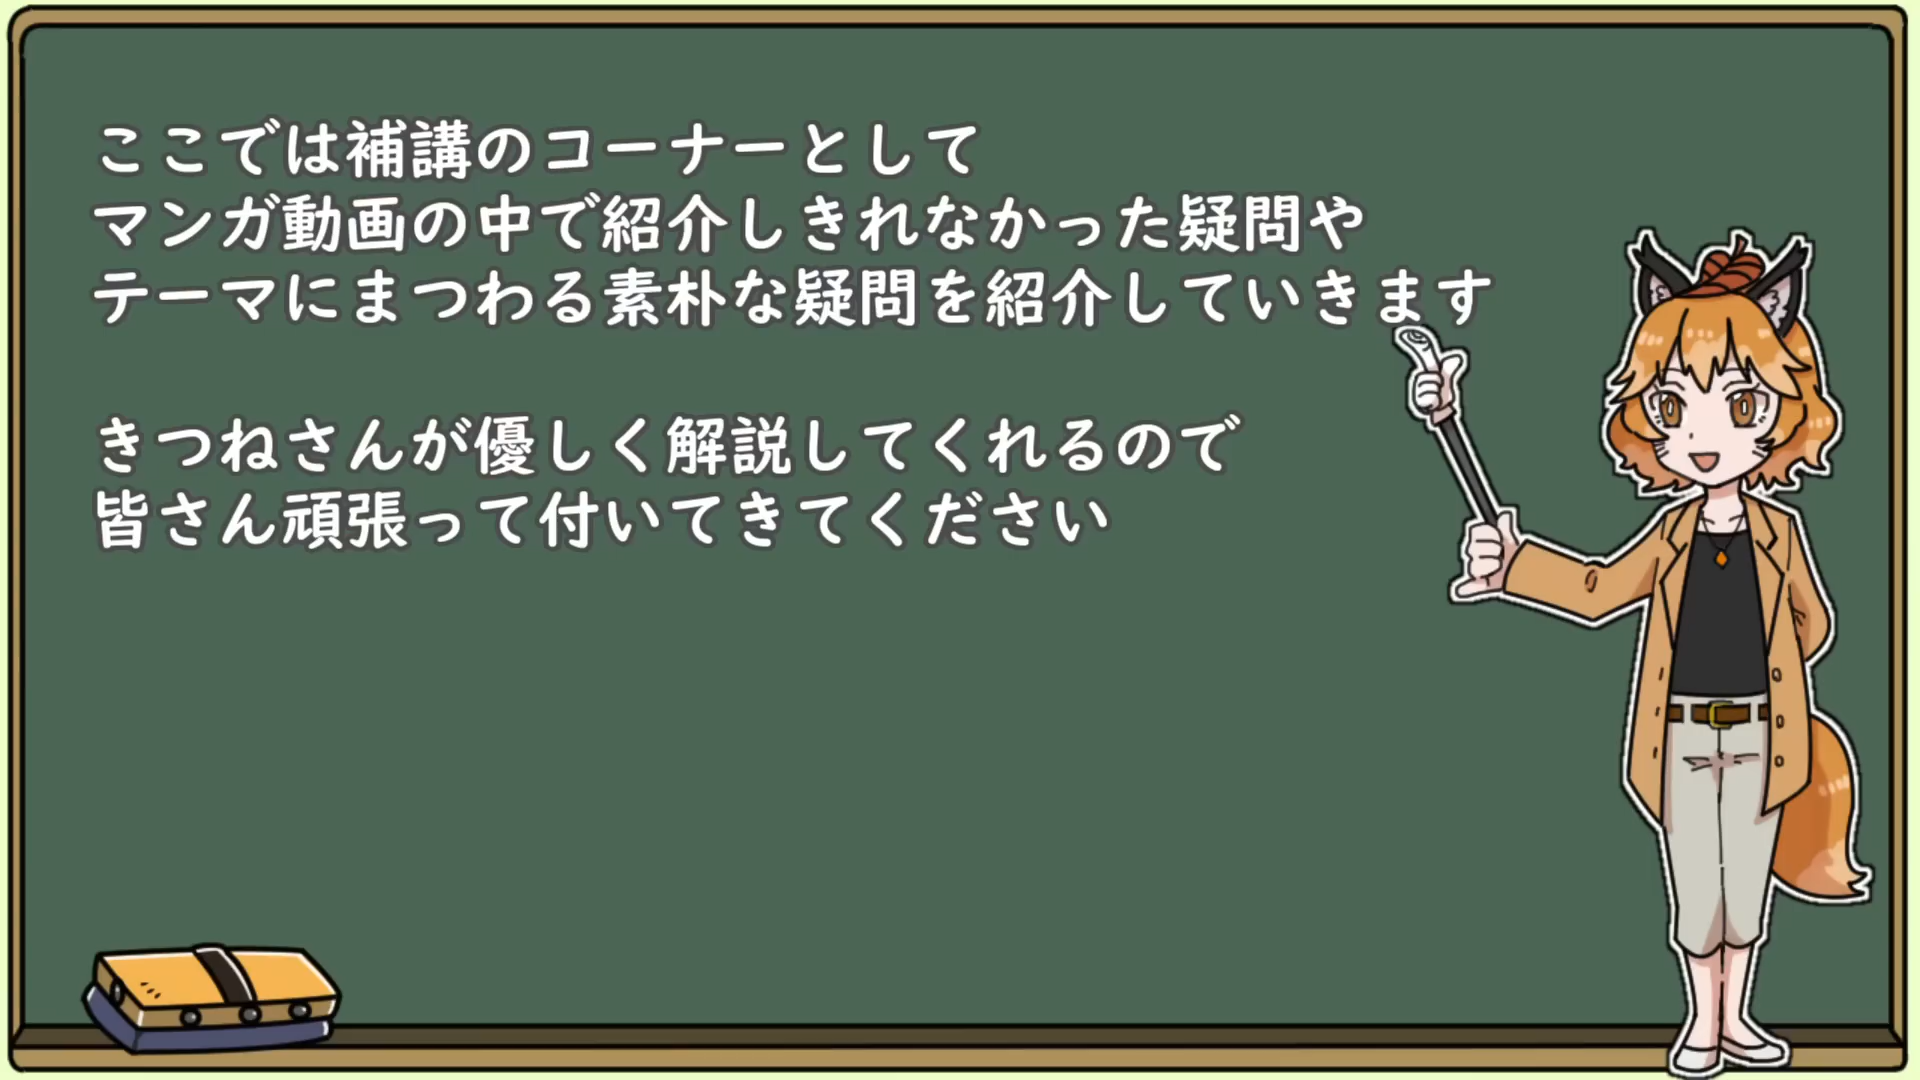 ここでは補講のコーナーとして
マンガ動画の中で紹介しきれなかった疑問や
テーマにまつわる素朴な疑問を紹介していきます
きつねさんが優しく解説してくれるので
皆さん頑張って付いてきてください